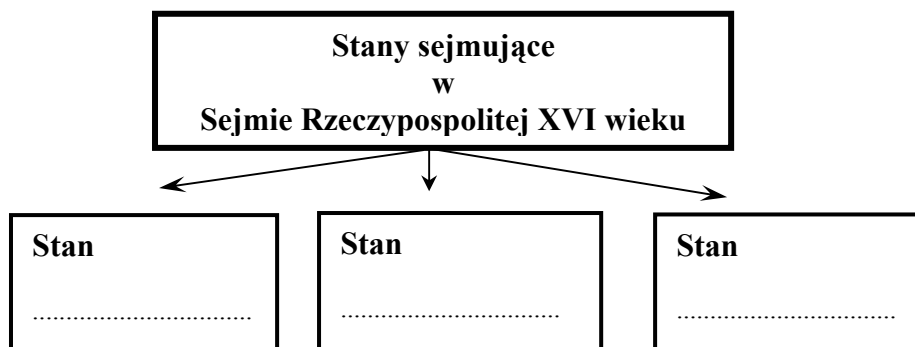 Stany sejmujące
w
Sejmie Rzeczypospolitej XVI wieku
Stan
...........................
Stan
...........................
Stan
...........................